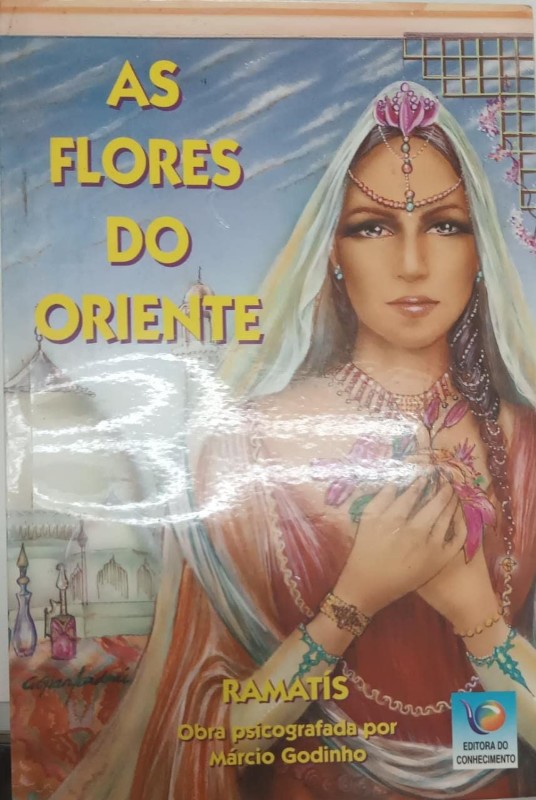 AS
FLORES
DO
ORIENTE
RAMATÍS
Obra psicografada por
Márcio Godinho
EDITORA DO
CONHECIMENTO